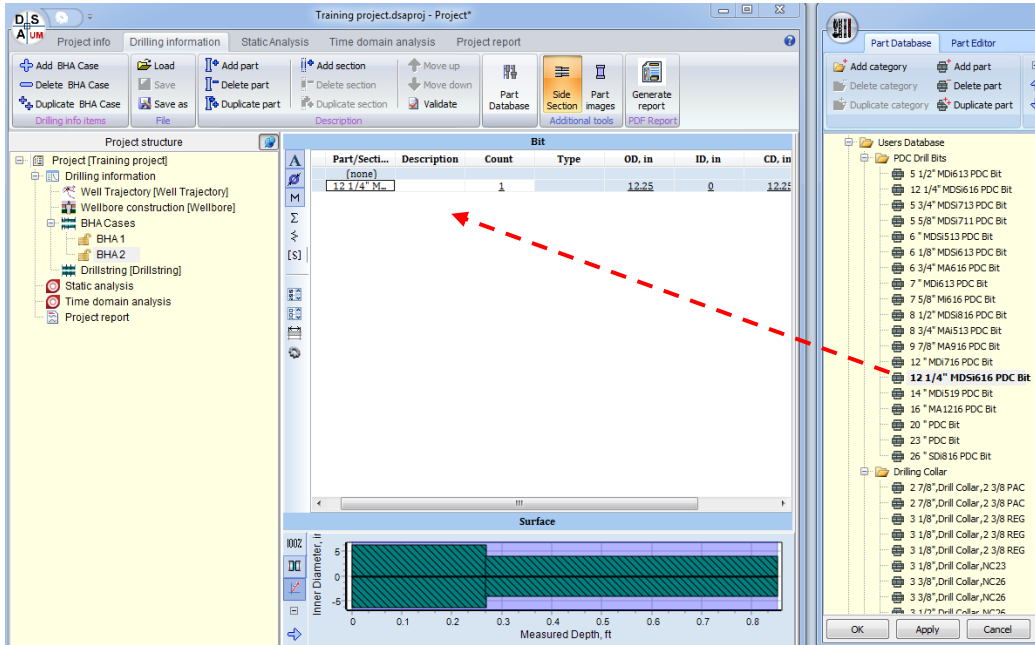 D S
A UM
Training project.dsaproj - Project*
Project info Drilling information Static Analysis Time domain analysis Project report
Add BHA Case
Delete BHA Case
Duplicate BHA Case
Drilling info items
Load
Save
Save as
File
Add part
Delete part
Duplicate part
Add section
Delete section
Duplicate section
Move up
Move down
Validate
Description
Part Database
Side Section
Part images
Additional tools
Generate report
PDF Report
Project structure
Project [Training project]
Drilling information
Well Trajectory [Well Trajectory]
Wellbore construction [Wellbore]
BHA Cases
BHA 1
BHA 2
Drillstring [Drillstring]
Static analysis
Time domain analysis
Project report
Bit
A
M
Σ
[S]
Part/Secti... Description Count Type OD, in ID, in CD, in
(none)
12 1/4" M... 1 12.25 0 12.25
Surface
100%
Inner Diameter, in
5
0
-5
0 0.1 0.2 0.3 0.4 0.5 0.6 0.7 0.8
Measured Depth, ft
Part Database Part Editor
Add category
Delete category
Duplicate category
Add part
Delete part
Duplicate part
Users Database
PDC Drill Bits
5 1/2" MDi613 PDC Bit
12 1/4" MDSi616 PDC Bit
5 3/4" MDSi713 PDC Bit
5 5/8" MDSi711 PDC Bit
6 " MDSi513 PDC Bit
6 1/8" MDSi613 PDC Bit
6 3/4" MA616 PDC Bit
7 " MDi613 PDC Bit
7 5/8" Mi616 PDC Bit
8 1/2" MDSi816 PDC Bit
8 3/4" MAi513 PDC Bit
9 7/8" MA916 PDC Bit
12 " MDi716 PDC Bit
12 1/4" MDSi616 PDC Bit
14 " MDi519 PDC Bit
16 " MA1216 PDC Bit
20 " PDC Bit
23 " PDC Bit
26 " SDi816 PDC Bit
Drilling Collar
2 7/8",Drill Collar,2 3/8 PAC
2 7/8",Drill Collar,2 3/8 PAC
3 1/8",Drill Collar,2 3/8 REG
3 1/8",Drill Collar,2 3/8 REG
3 1/8",Drill Collar,2 3/8 REG
3 1/8",Drill Collar,NC23
3 3/8",Drill Collar,NC26
3 3/8",Drill Collar,NC26
3 1/2",Drill Collar,NC26
OK Apply Cancel